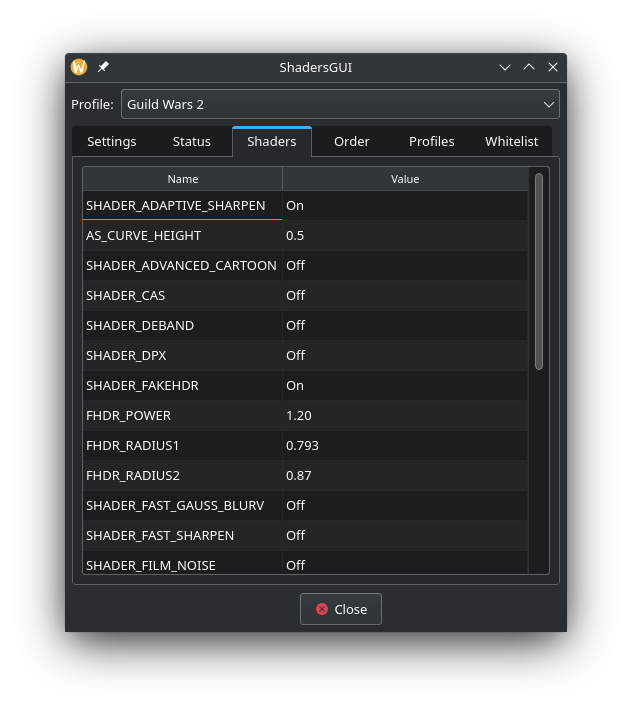 ShadersGUI
Profile: Guild Wars 2
Settings Status Shaders Order Profiles Whitelist
Name Value
SHADER_ADAPTIVE_SHARPEN On
AS_CURVE_HEIGHT 0.5
SHADER_ADVANCED_CARTOON Off
SHADER_CAS Off
SHADER_DEBAND Off
SHADER_DPX Off
SHADER_FAKEHDR On
FHDR_POWER 1.20
FHDR_RADIUS1 0.793
FHDR_RADIUS2 0.87
SHADER_FAST_GAUSS_BLURV Off
SHADER_FAST_SHARPEN Off
SHADER_FILM_NOISE Off
Close